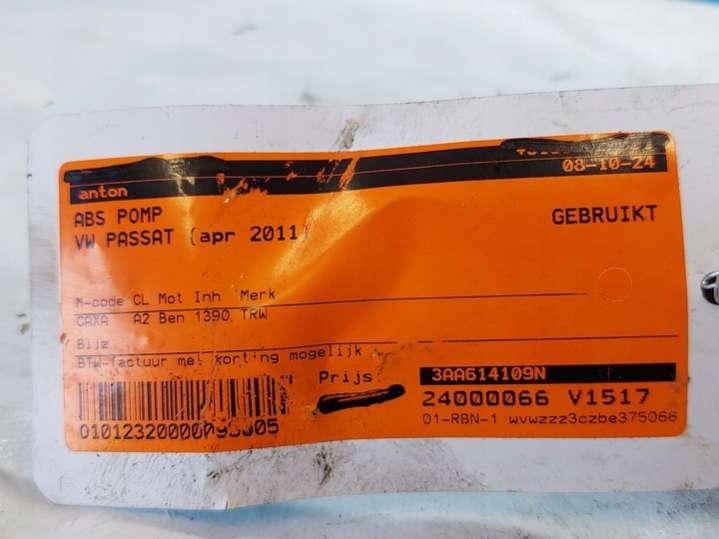 08-10-24
anton
ABS POMP
GEBRUIKT
VW PASSAT (apr 2011)
M-code CL Mot Inh Merk
CAXA A2 Ben 1390 TRW
Bijz
BTW-factuur met korting mogelijk
Prijs
3AA614109N
24000066 V1517
01-RBN-1 wvwzzz3czbe375066